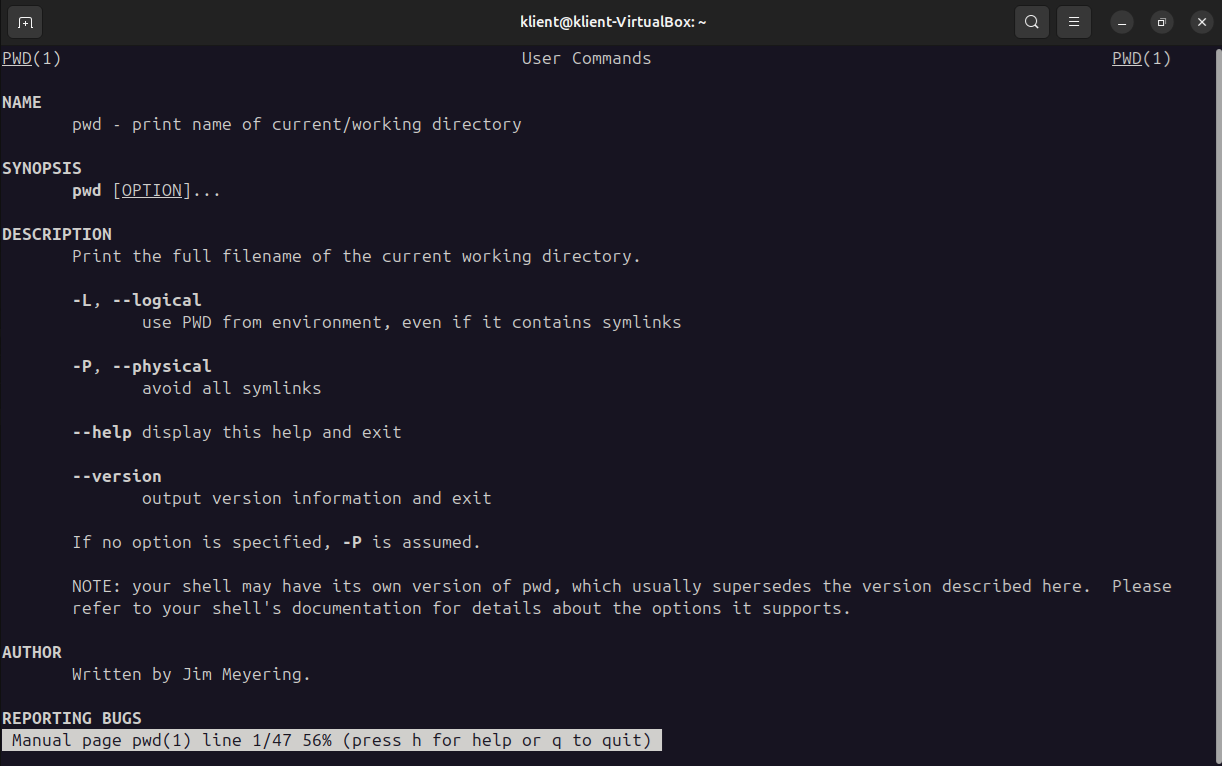 klient@klient-VirtualBox: ~
PWD(1) User Commands PWD(1)
NAME
pwd - print name of current/working directory
SYNOPSIS
pwd [OPTION]...
DESCRIPTION
Print the full filename of the current working directory.
-L, --logical
use PWD from environment, even if it contains symlinks
-P, --physical
avoid all symlinks
--help display this help and exit
--version
output version information and exit
If no option is specified, -P is assumed.
NOTE: your shell may have its own version of pwd, which usually supersedes the version described here.  Please
refer to your shell's documentation for details about the options it supports.
AUTHOR
Written by Jim Meyering.
REPORTING BUGS
Manual page pwd(1) line 1/47 56% (press h for help or q to quit)